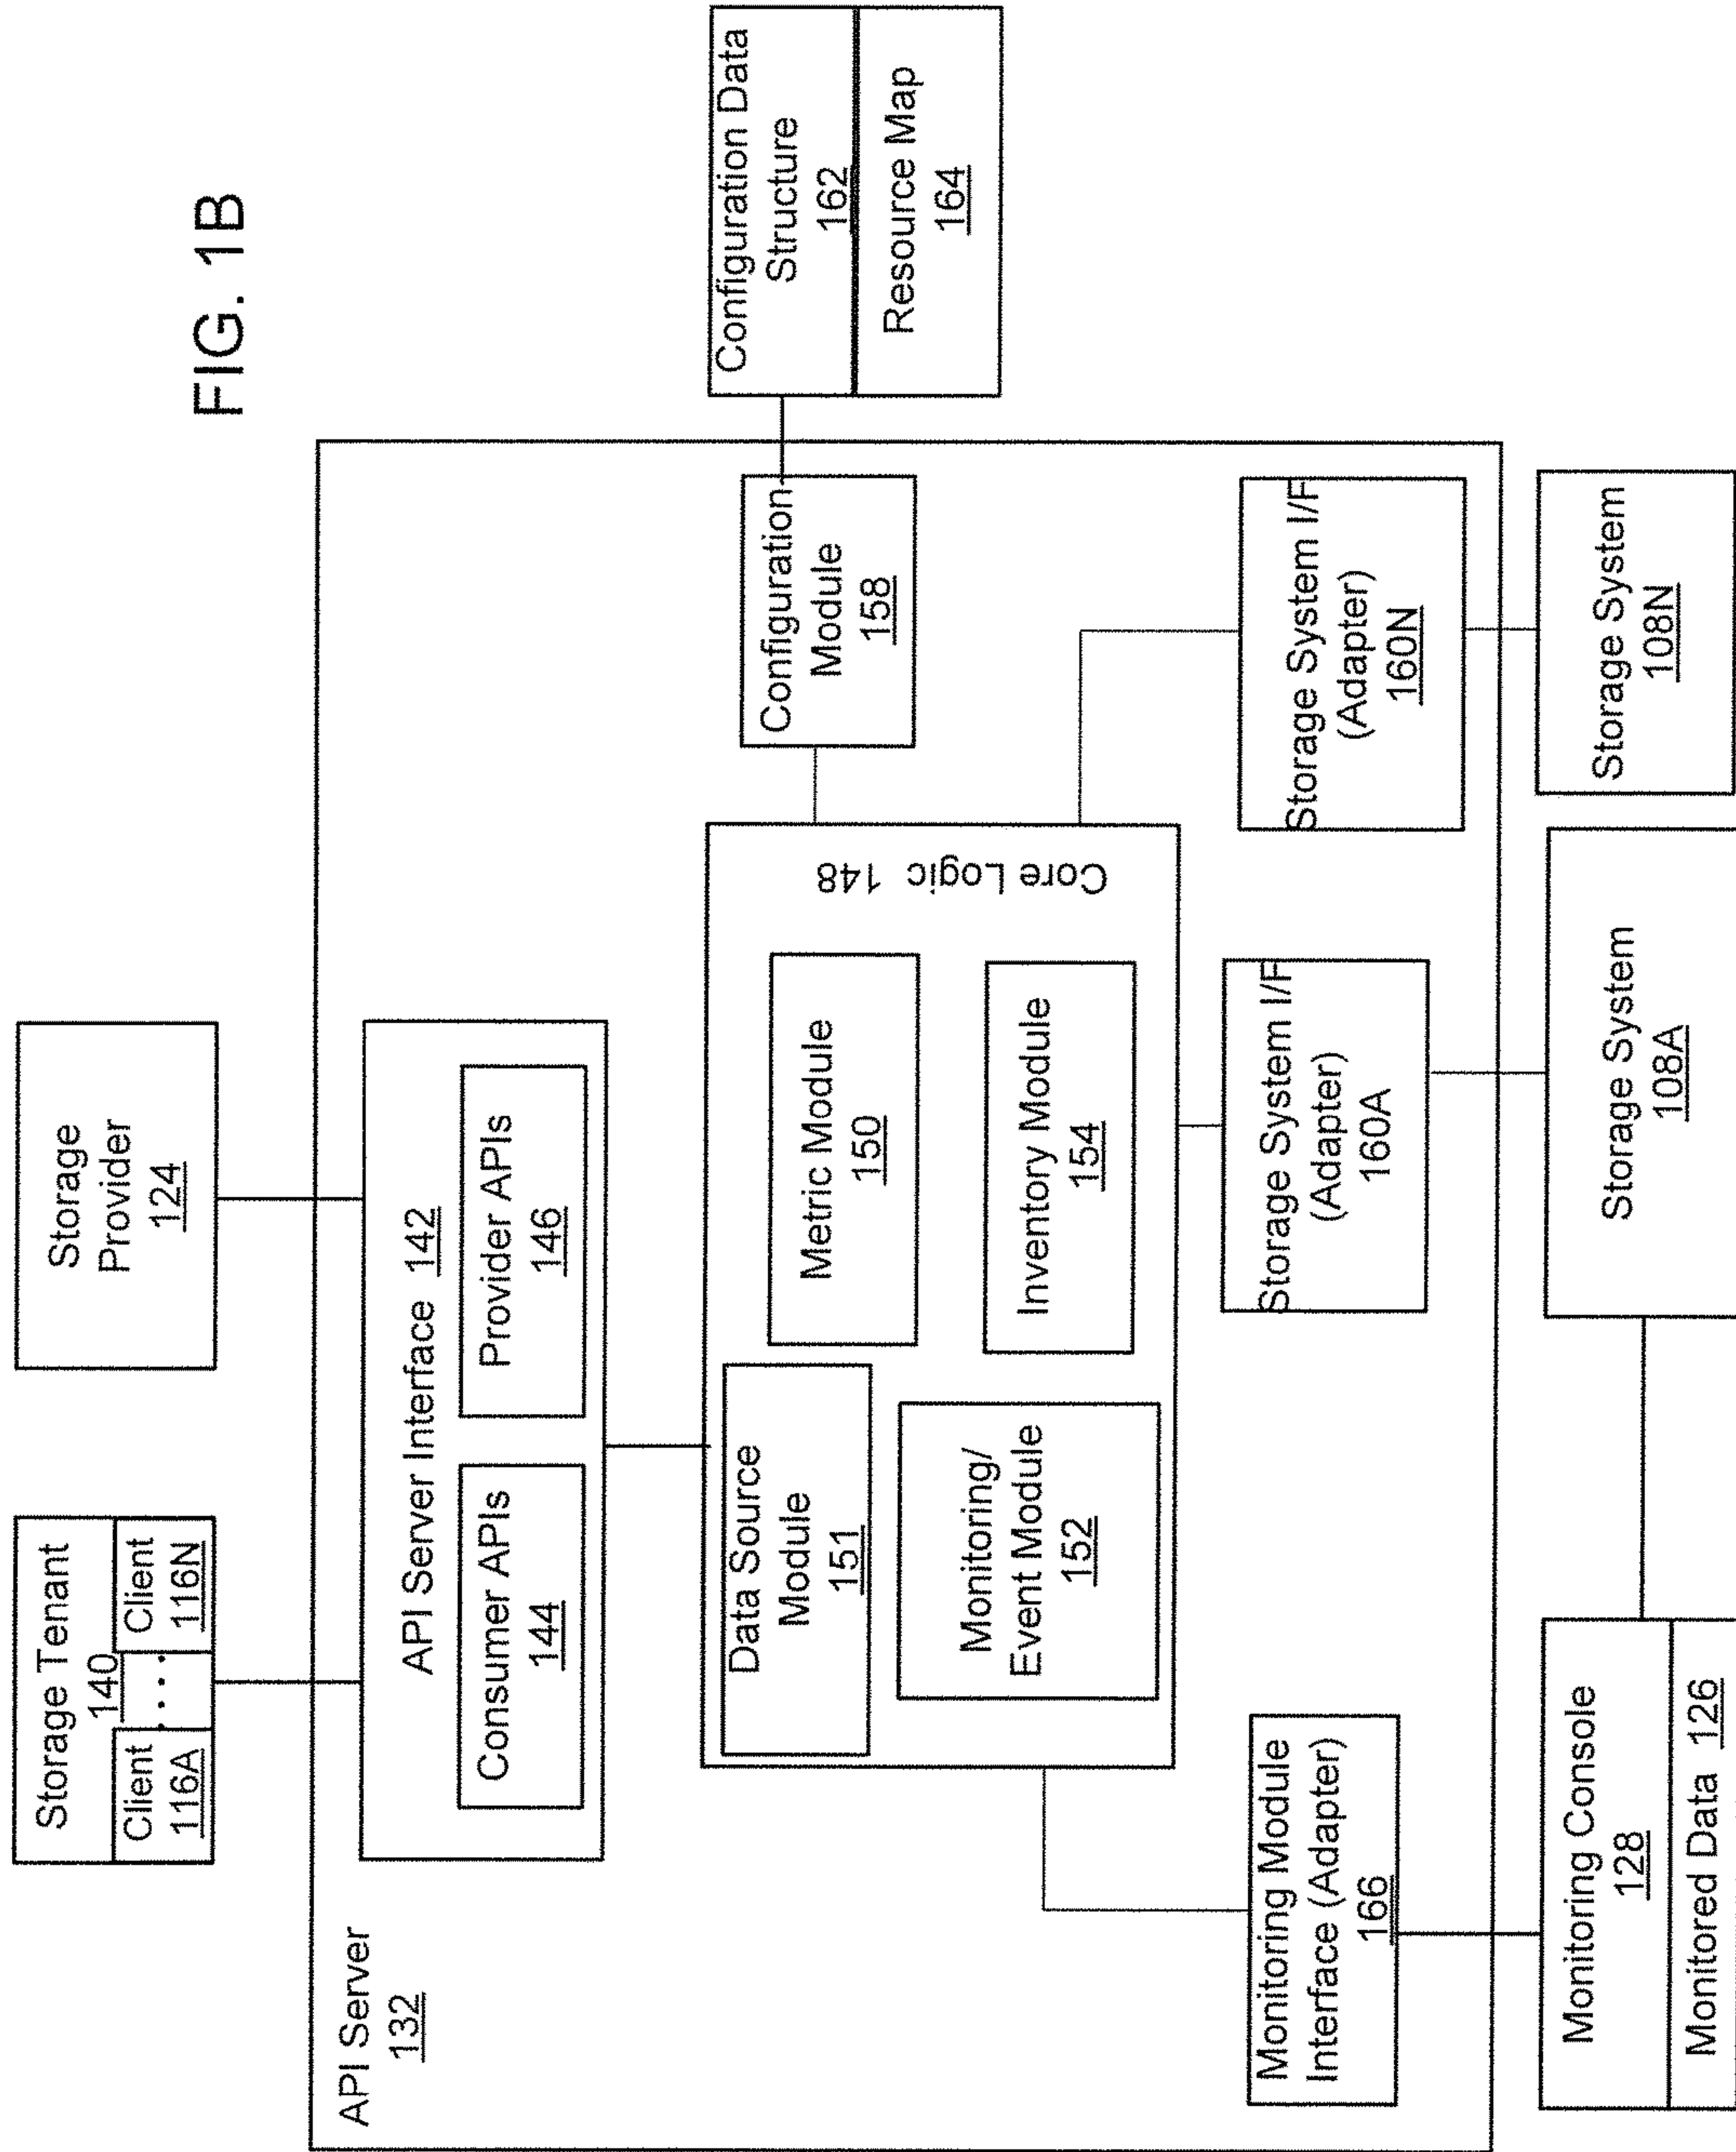 FIG. 1B
Storage Tenant
140
Client
116A
. . .
Client
116N
Storage
Provider
124
API Server
132
API Server Interface 142
Consumer APIs
144
Provider APIs
146
Data Source
Module
151
Metric Module
150
Core Logic 148
Monitoring/
Event Module
152
Inventory Module
154
Configuration
Module
158
Configuration Data
Structure
162
Resource Map
164
Monitoring Module
Interface (Adapter)
166
Storage System I/F
(Adapter)
160A
Storage System I/F
(Adapter)
160N
Monitoring Console
128
Monitored Data 126
Storage System
108A
Storage System
108N